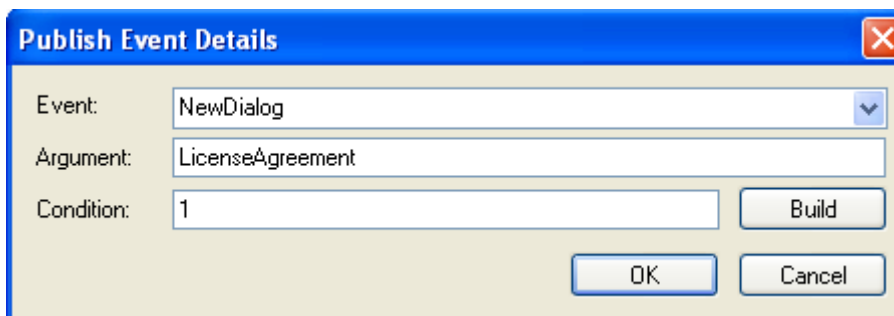 Publish Event Details
Event: NewDialog
Argument: LicenseAgreement
Condition: 1 Build
OK Cancel